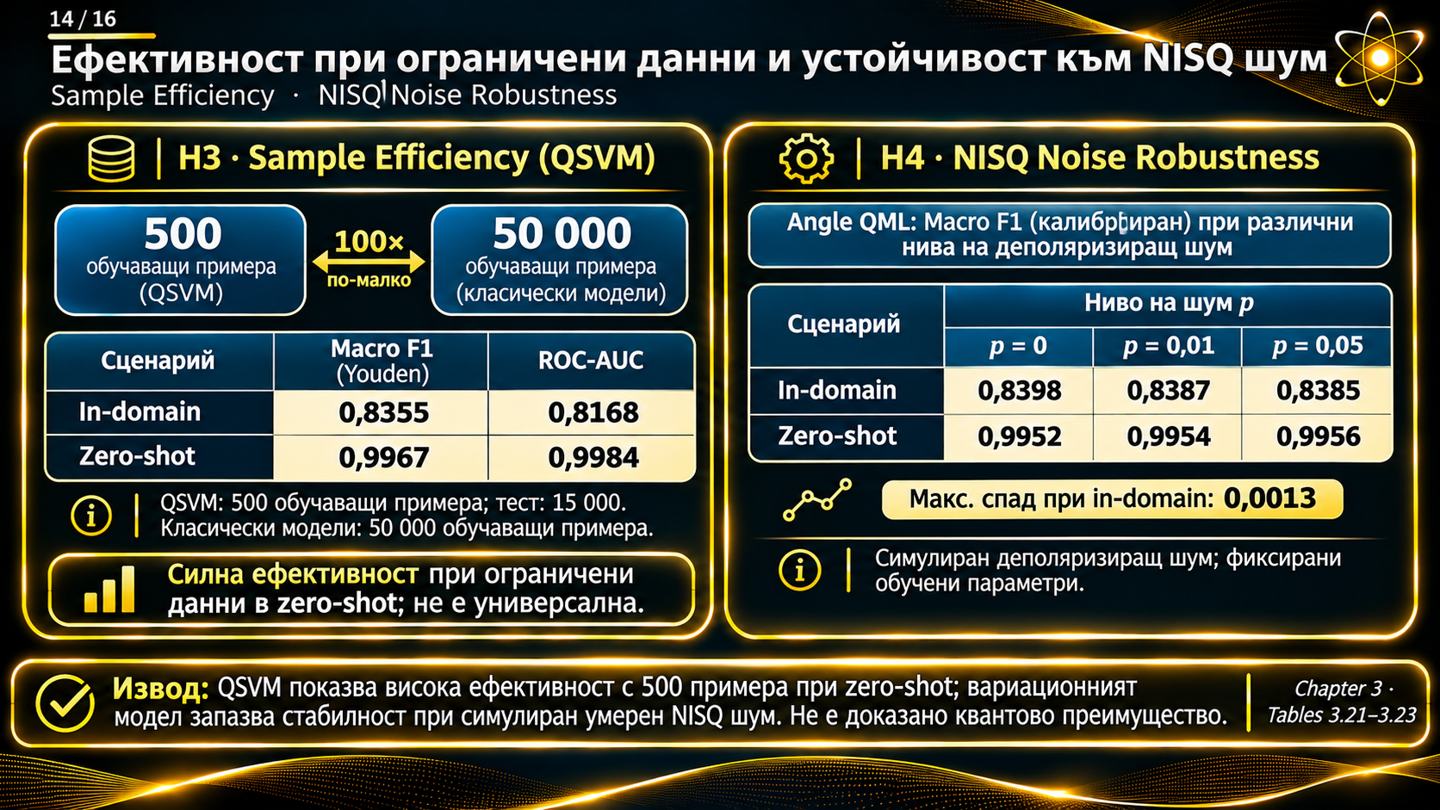 14 / 16
Ефективност при ограничени данни и устойчивост към NISQ шум
Sample Efficiency · NISQ Noise Robustness
H3 · Sample Efficiency (QSVM)
500
обучаващи примера
(QSVM)
100×
по-малко
50 000
обучаващи примера
(класически модели)
Сценарий Macro F1 (Youden) ROC-AUC
In-domain 0,8355 0,8168
Zero-shot 0,9967 0,9984
QSVM: 500 обучаващи примера; тест: 15 000.
Класически модели: 50 000 обучаващи примера.
Силна ефективност при ограничени
данни в zero-shot; не е универсална.
H4 · NISQ Noise Robustness
Angle QML: Macro F1 при различни
нива на деполяризиращ шум
Сценарий Ниво на шум p
p = 0 p = 0,01 p = 0,05
In-domain 0,8398 0,8387 0,8385
Zero-shot 0,9952 0,9954 0,9956
Макс. спад при in-domain: 0,0013
Симулиран деполяризиращ шум; фиксирани
обучени параметри.
Извод: QSVM показва висока ефективност с 500 примера при zero-shot; вариационният
модел запазва стабилност при симулиран умерен NISQ шум. Не е доказано квантово преимущество.
Chapter 3 ·
Tables 3.21–3.23